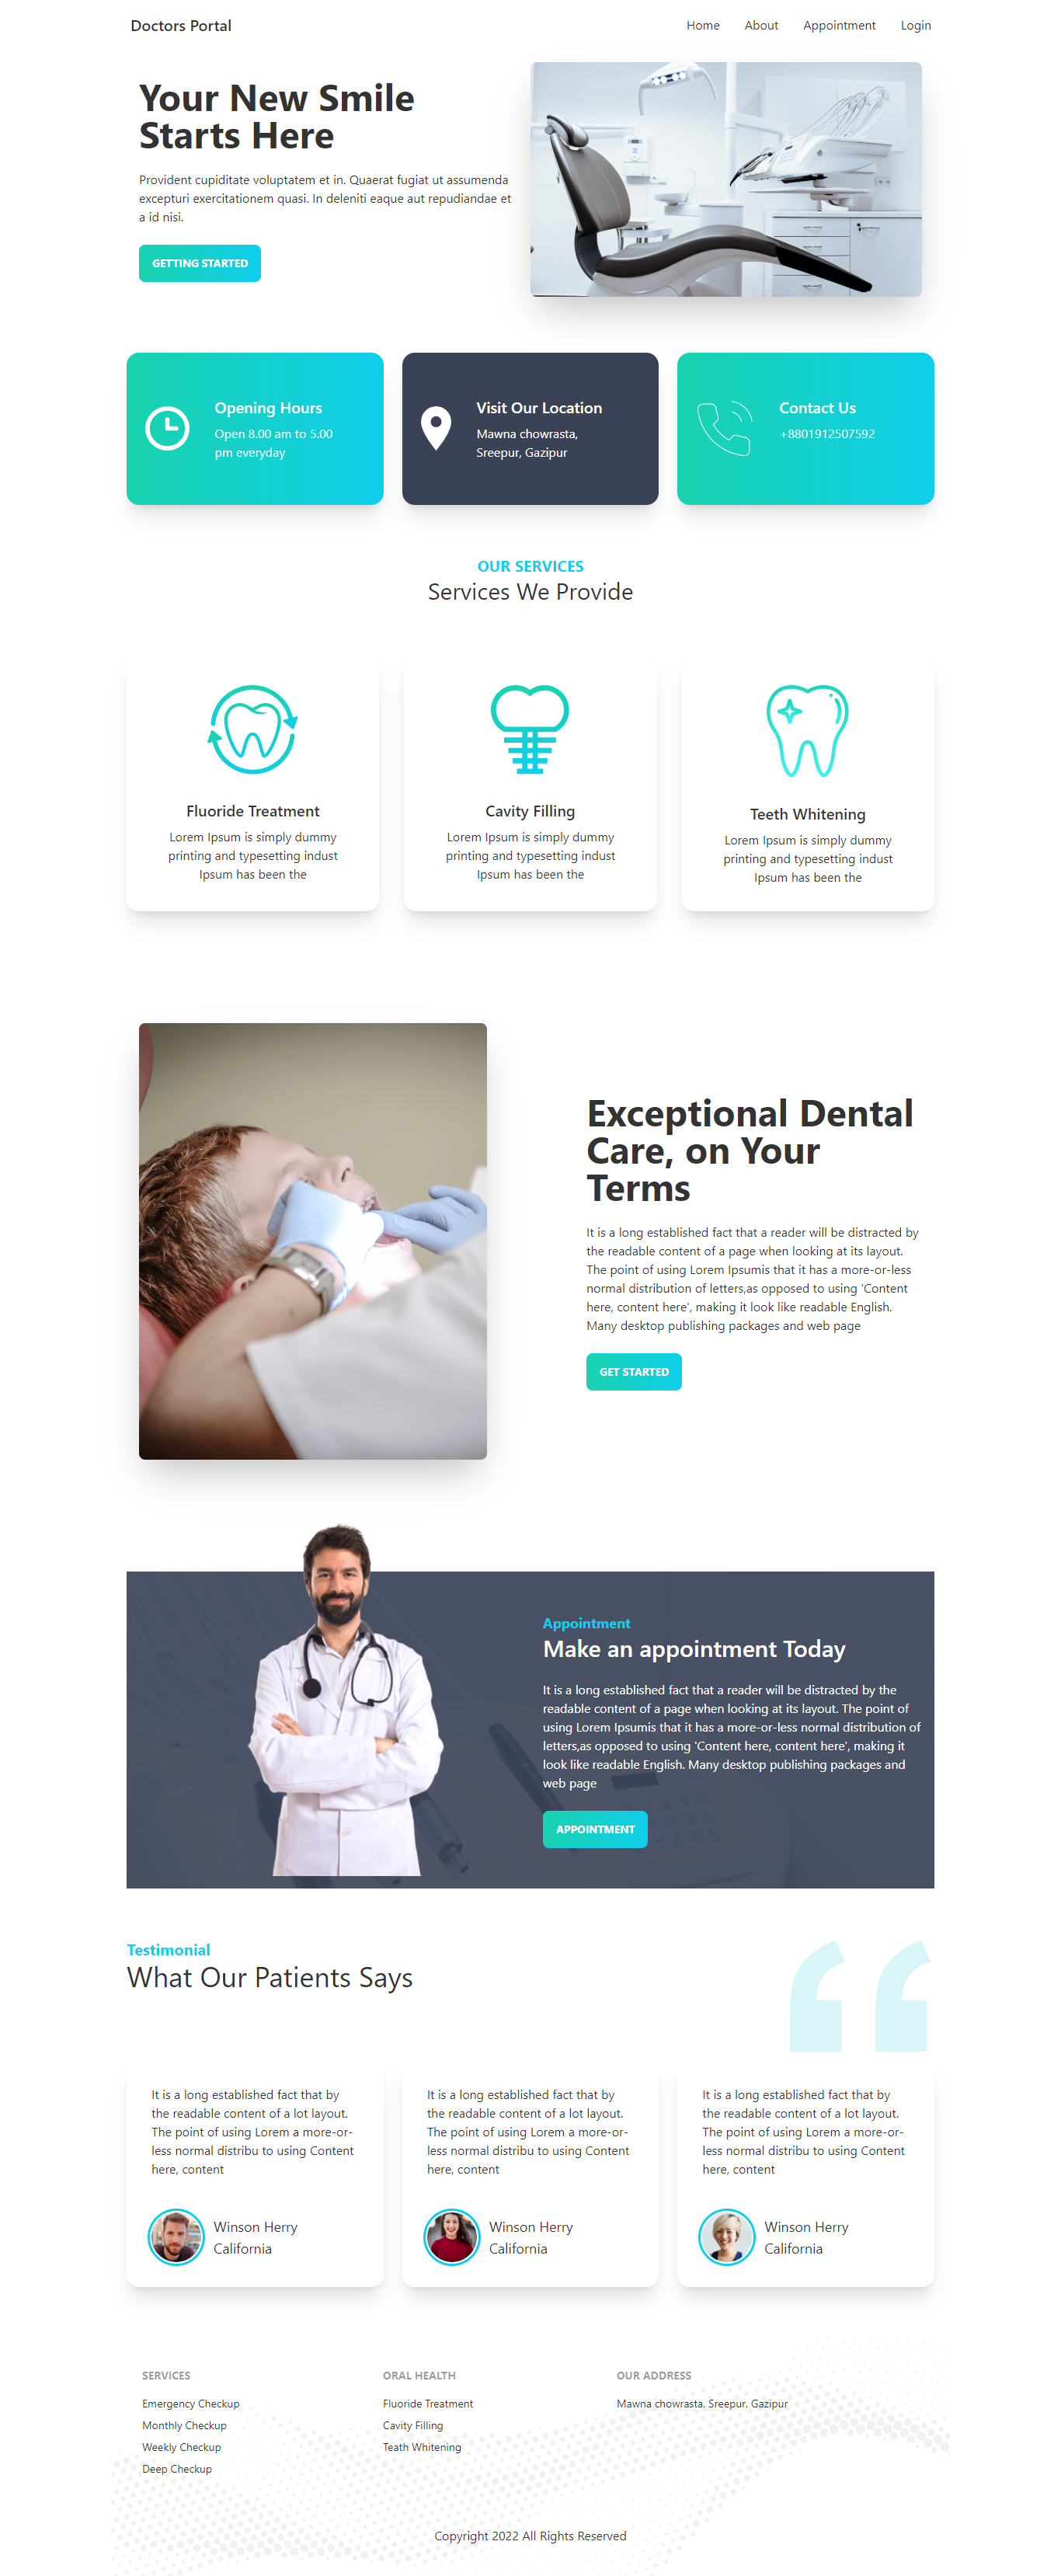 Doctors Portal
Home
About
Appointment
Login
Your New Smile
Starts Here
Provident cupiditate voluptatem et in. Quaerat fugiat ut assumenda
excepturi exercitationem quasi. In deleniti eaque aut repudiandae et
a id nisi.
GETTING STARTED
Opening Hours
Open 8.00 am to 5.00
pm everyday
Visit Our Location
Mawna chowrasta,
Sreepur, Gazipur
Contact Us
+8801912507592
OUR SERVICES
Services We Provide
Fluoride Treatment
Lorem Ipsum is simply dummy
printing and typesetting indust
Ipsum has been the
Cavity Filling
Lorem Ipsum is simply dummy
printing and typesetting indust
Ipsum has been the
Teeth Whitening
Lorem Ipsum is simply dummy
printing and typesetting indust
Ipsum has been the
Exceptional Dental
Care, on Your
Terms
It is a long established fact that a reader will be distracted by
the readable content of a page when looking at its layout.
The point of using Lorem Ipsumis that it has a more-or-less
normal distribution of letters,as opposed to using 'Content
here, content here', making it look like readable English.
Many desktop publishing packages and web page
GET STARTED
Appointment
Make an appointment Today
It is a long established fact that a reader will be distracted by the
readable content of a page when looking at its layout. The point of
using Lorem Ipsumis that it has a more-or-less normal distribution of
letters,as opposed to using 'Content here, content here', making it
look like readable English. Many desktop publishing packages and
web page
APPOINTMENT
Testimonial
What Our Patients Says
It is a long established fact that by
the readable content of a lot layout.
The point of using Lorem a more-or-
less normal distribu to using Content
here, content
Winson Herry
California
It is a long established fact that by
the readable content of a lot layout.
The point of using Lorem a more-or-
less normal distribu to using Content
here, content
Winson Herry
California
It is a long established fact that by
the readable content of a lot layout.
The point of using Lorem a more-or-
less normal distribu to using Content
here, content
Winson Herry
California
SERVICES
Emergency Checkup
Monthly Checkup
Weekly Checkup
Deep Checkup
ORAL HEALTH
Fluoride Treatment
Cavity Filling
Teath Whitening
OUR ADDRESS
Mawna chowrasta, Sreepur, Gazipur
Copyright 2022 All Rights Reserved